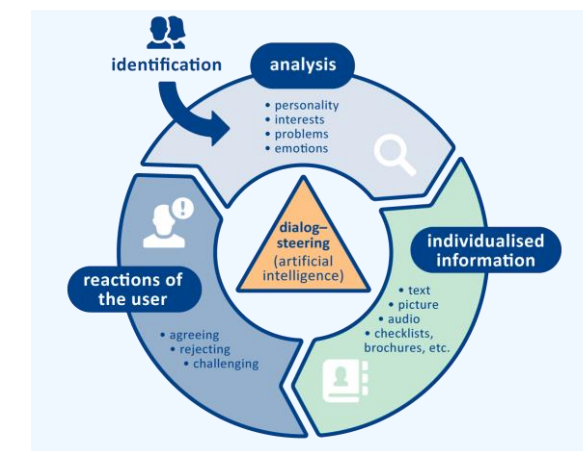 identification
analysis
• personality
• interests
• problems
• emotions
dialog–
steering
(artificial
intelligence)
individualised
information
• text
• picture
• audio
• checklists,
brochures, etc.
reactions of
the user
• agreeing
• rejecting
• challenging